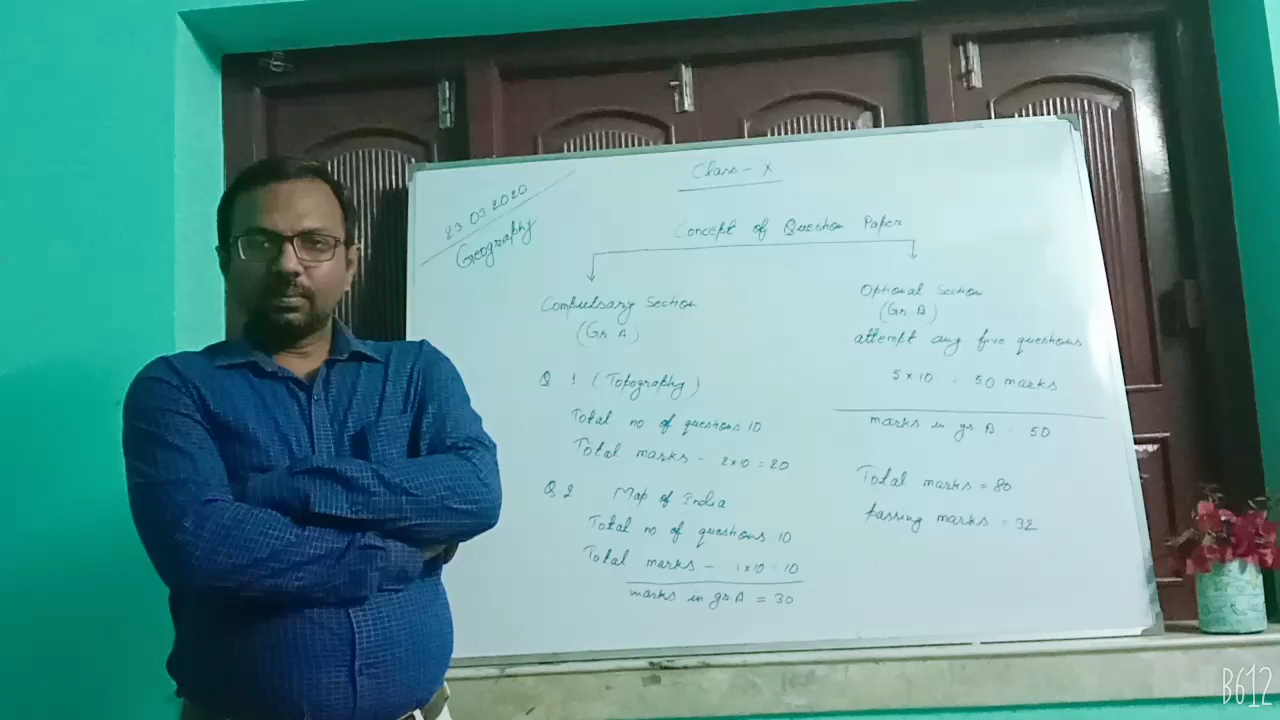 23 03 2020
Geography
Class - X
Concept of Question Paper
Compulsary Section
(Gr A)
Q 1 (Topography)
Total no of questions 10
Total marks - 2x10 = 20
Q 2 Map of India
Total no of questions 10
Total marks - 1x10 = 10
marks in gr A = 30
Optional Section
(Gr B)
attempt any five questions
5x10 = 50 marks
marks in gr B = 50
Total marks = 80
passing marks = 32
B612